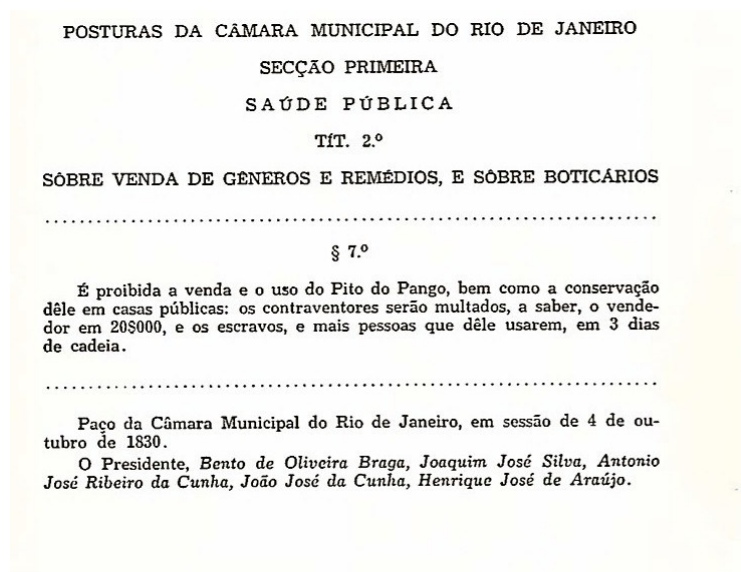 POSTURAS DA CÂMARA MUNICIPAL DO RIO DE JANEIRO
SECÇÃO PRIMEIRA
SAÚDE PÚBLICA
TÍT. 2.º
SÔBRE VENDA DE GÊNEROS E REMÉDIOS, E SÔBRE BOTICÁRIOS
......................................................................
§ 7.º
É proibida a venda e o uso do Pito do Pango, bem como a conservação
dêle em casas públicas: os contraventores serão multados, a saber, o vende-
dor em 20$000, e os escravos, e mais pessoas que dêle usarem, em 3 dias
de cadeia.
......................................................................
Paço da Câmara Municipal do Rio de Janeiro, em sessão de 4 de ou-
tubro de 1830.
O Presidente, Bento de Oliveira Braga, Joaquim José Silva, Antonio
José Ribeiro da Cunha, João José da Cunha, Henrique José de Araújo.